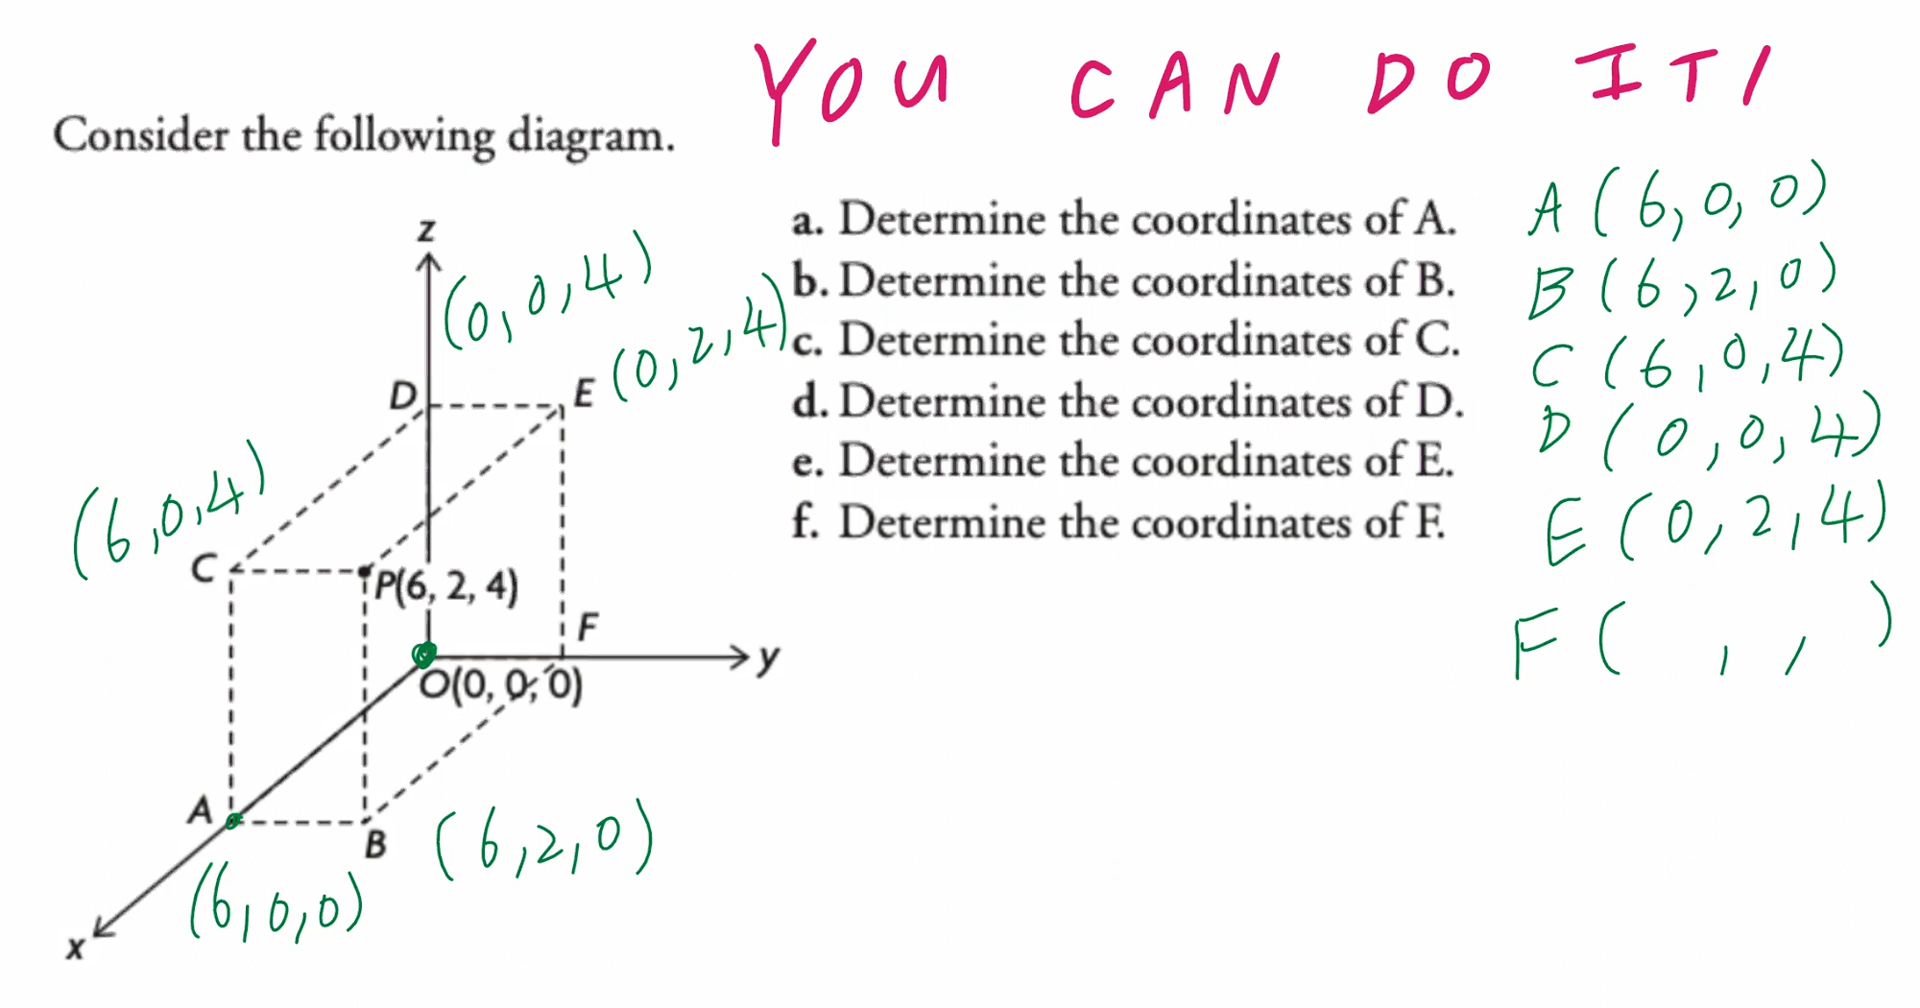 YOU CAN DO IT!
Consider the following diagram.
a. Determine the coordinates of A.
b. Determine the coordinates of B.
c. Determine the coordinates of C.
d. Determine the coordinates of D.
e. Determine the coordinates of E.
f. Determine the coordinates of F.
A (6, 0, 0)
B (6, 2, 0)
C (6, 0, 4)
D (0, 0, 4)
E (0, 2, 4)
F ( , , )
z
(0, 0, 4)
D
E (0, 2, 4)
(6, 0, 4)
C
P(6, 2, 4)
F
y
O(0, 0, 0)
A
B (6, 2, 0)
(6, 0, 0)
x